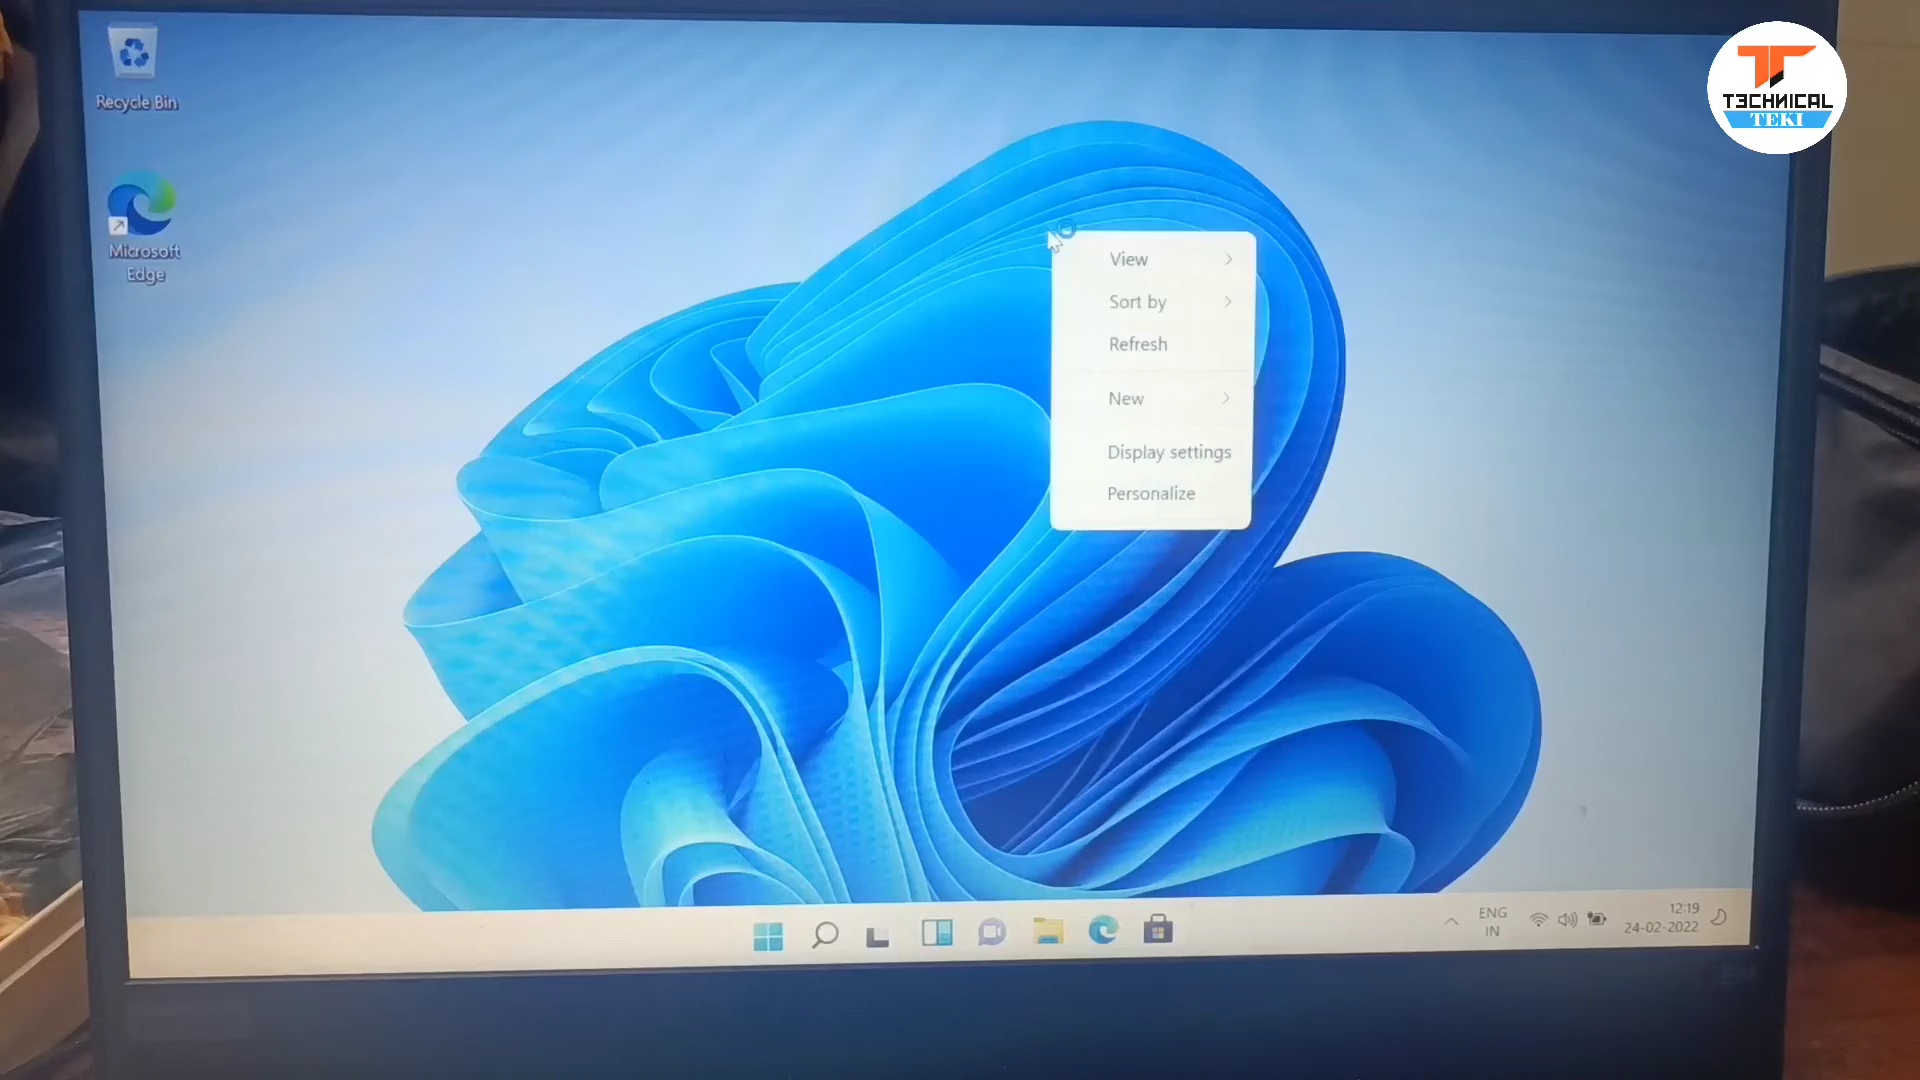 Recycle Bin
Microsoft
Edge
TECHNICAL
TEKI
View
Sort by
Refresh
New
Display settings
Personalize
ENG
IN
12:19
24-02-2022